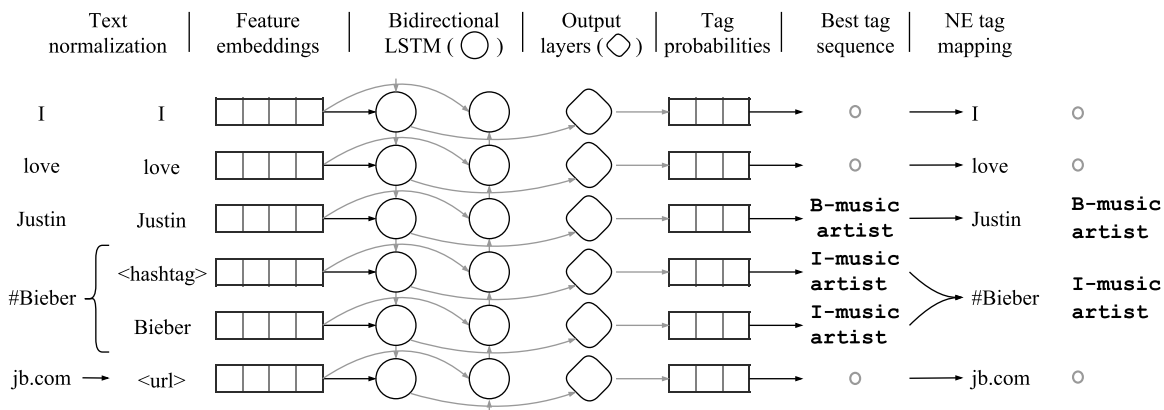 Text normalization
Feature embeddings
Bidirectional LSTM ( )
Output layers ( )
Tag probabilities
Best tag sequence
NE tag mapping
I I I
love love love
Justin Justin B-music artist Justin B-music artist
#Bieber <hashtag> I-music artist #Bieber I-music artist
Bieber I-music artist
jb.com <url> jb.com